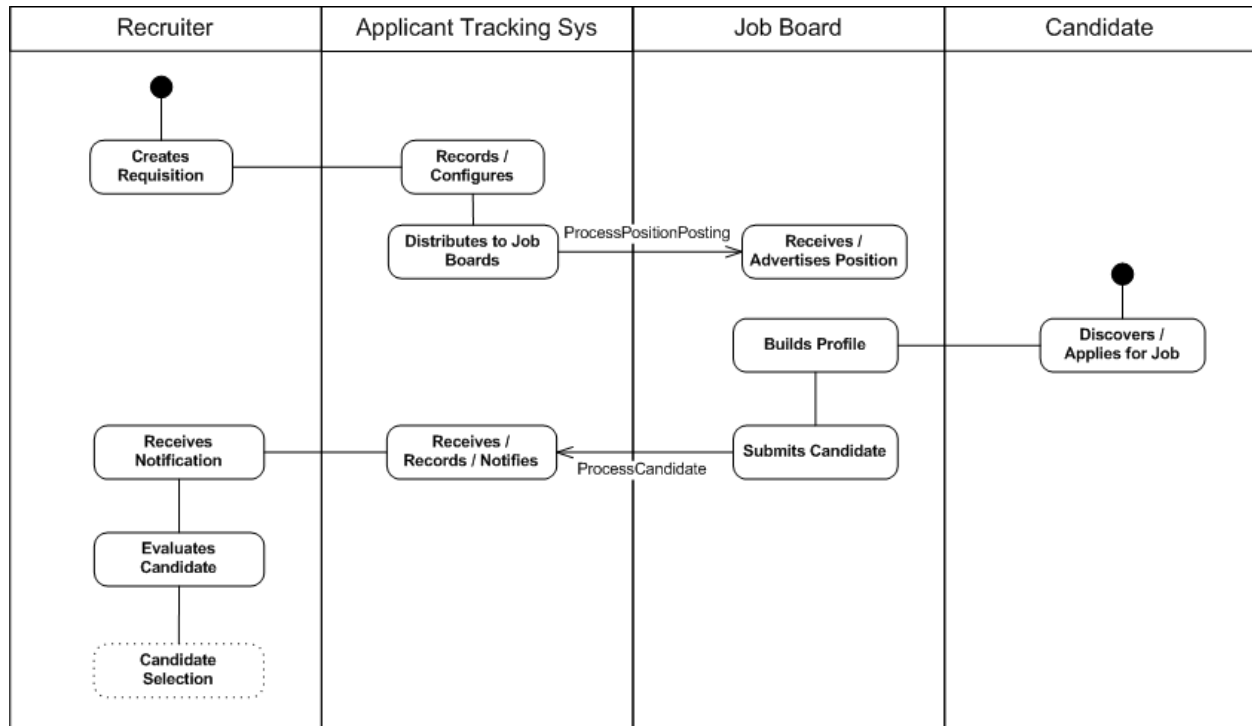 Recruiter
Applicant Tracking Sys
Job Board
Candidate
Creates
Requisition
Records /
Configures
Distributes to Job
Boards
ProcessPositionPosting
Receives /
Advertises Position
Discovers /
Applies for Job
Builds Profile
Submits Candidate
ProcessCandidate
Receives /
Records / Notifies
Receives
Notification
Evaluates
Candidate
Candidate
Selection